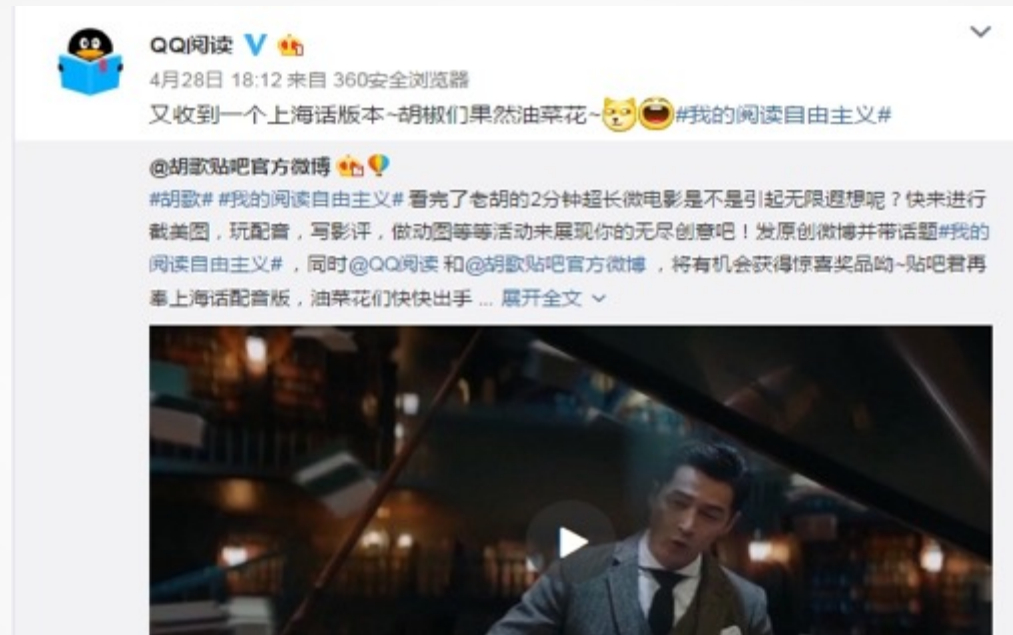 QQ阅读
4月28日 18:12 来自 360安全浏览器
又收到一个上海话版本~胡椒们果然油菜花~#我的阅读自由主义#
@胡歌贴吧官方微博
#胡歌# #我的阅读自由主义# 看完了老胡的2分钟超长微电影是不是引起无限遐想呢？快来进行
截美图，玩配音，写影评，做动图等等活动来展现你的无尽创意吧！发原创微博并带话题#我的
阅读自由主义#，同时@QQ阅读 和@胡歌贴吧官方微博 ，将有机会获得惊喜奖品呦~贴吧君再
奉上海话配音版，油菜花们快快出手 ... 展开全文